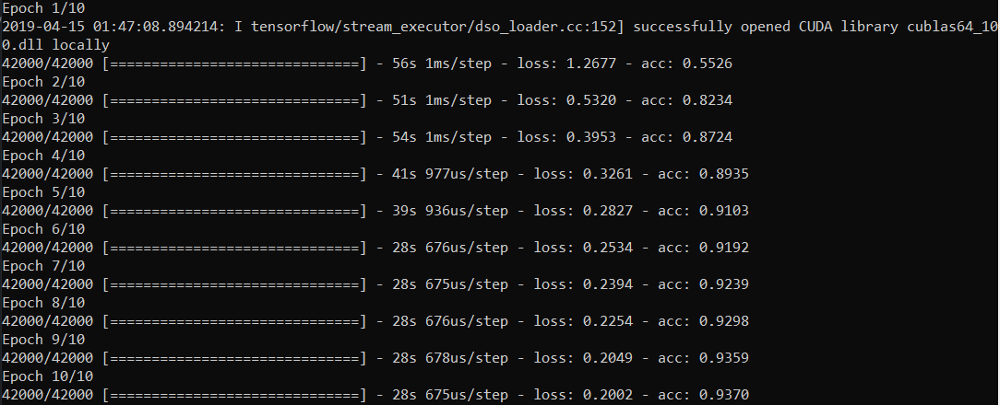 Epoch 1/10
2019-04-15 01:47:08.894214: I tensorflow/stream_executor/dso_loader.cc:152] successfully opened CUDA library cublas64_10
0.dll locally
42000/42000 [==============================] - 56s 1ms/step - loss: 1.2677 - acc: 0.5526
Epoch 2/10
42000/42000 [==============================] - 51s 1ms/step - loss: 0.5320 - acc: 0.8234
Epoch 3/10
42000/42000 [==============================] - 54s 1ms/step - loss: 0.3953 - acc: 0.8724
Epoch 4/10
42000/42000 [==============================] - 41s 977us/step - loss: 0.3261 - acc: 0.8935
Epoch 5/10
42000/42000 [==============================] - 39s 936us/step - loss: 0.2827 - acc: 0.9103
Epoch 6/10
42000/42000 [==============================] - 28s 676us/step - loss: 0.2534 - acc: 0.9192
Epoch 7/10
42000/42000 [==============================] - 28s 675us/step - loss: 0.2394 - acc: 0.9239
Epoch 8/10
42000/42000 [==============================] - 28s 676us/step - loss: 0.2254 - acc: 0.9298
Epoch 9/10
42000/42000 [==============================] - 28s 678us/step - loss: 0.2049 - acc: 0.9359
Epoch 10/10
42000/42000 [==============================] - 28s 675us/step - loss: 0.2002 - acc: 0.9370